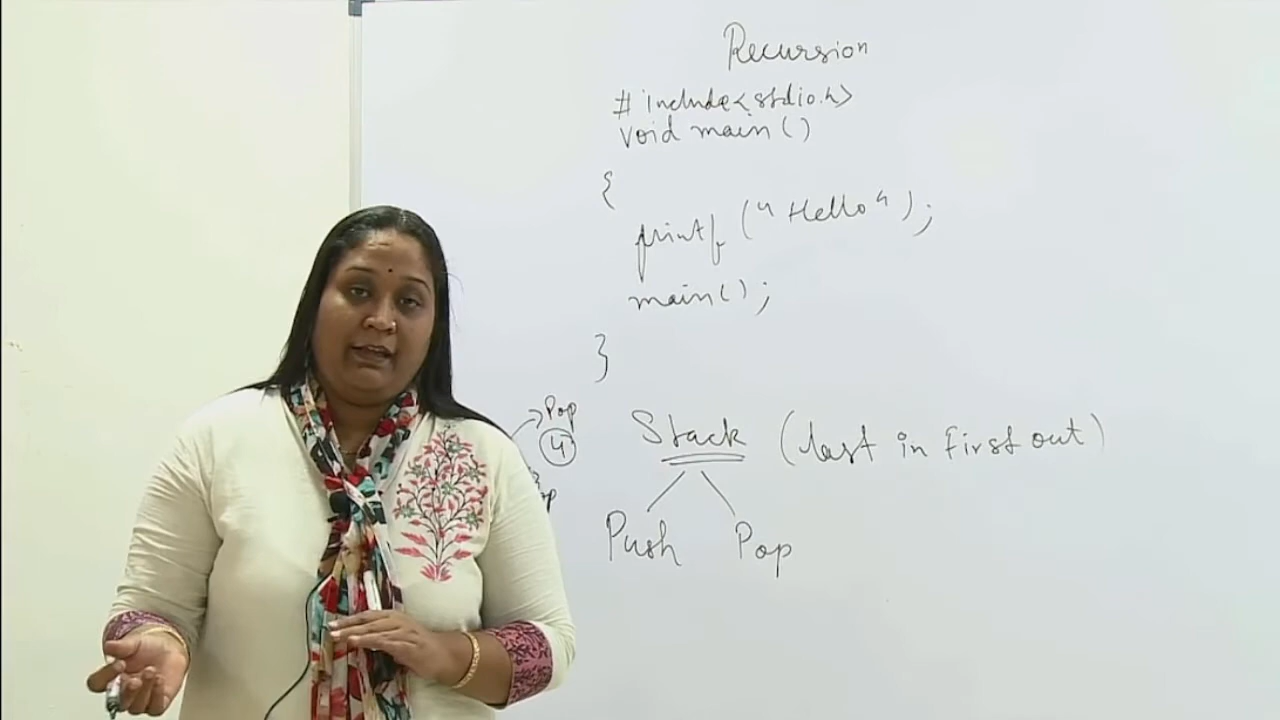 Recursion
# include<stdio.h>
void main()
{
printf ("Hello");
main();
}
Pop
4
Stack (last in First out)
Push Pop